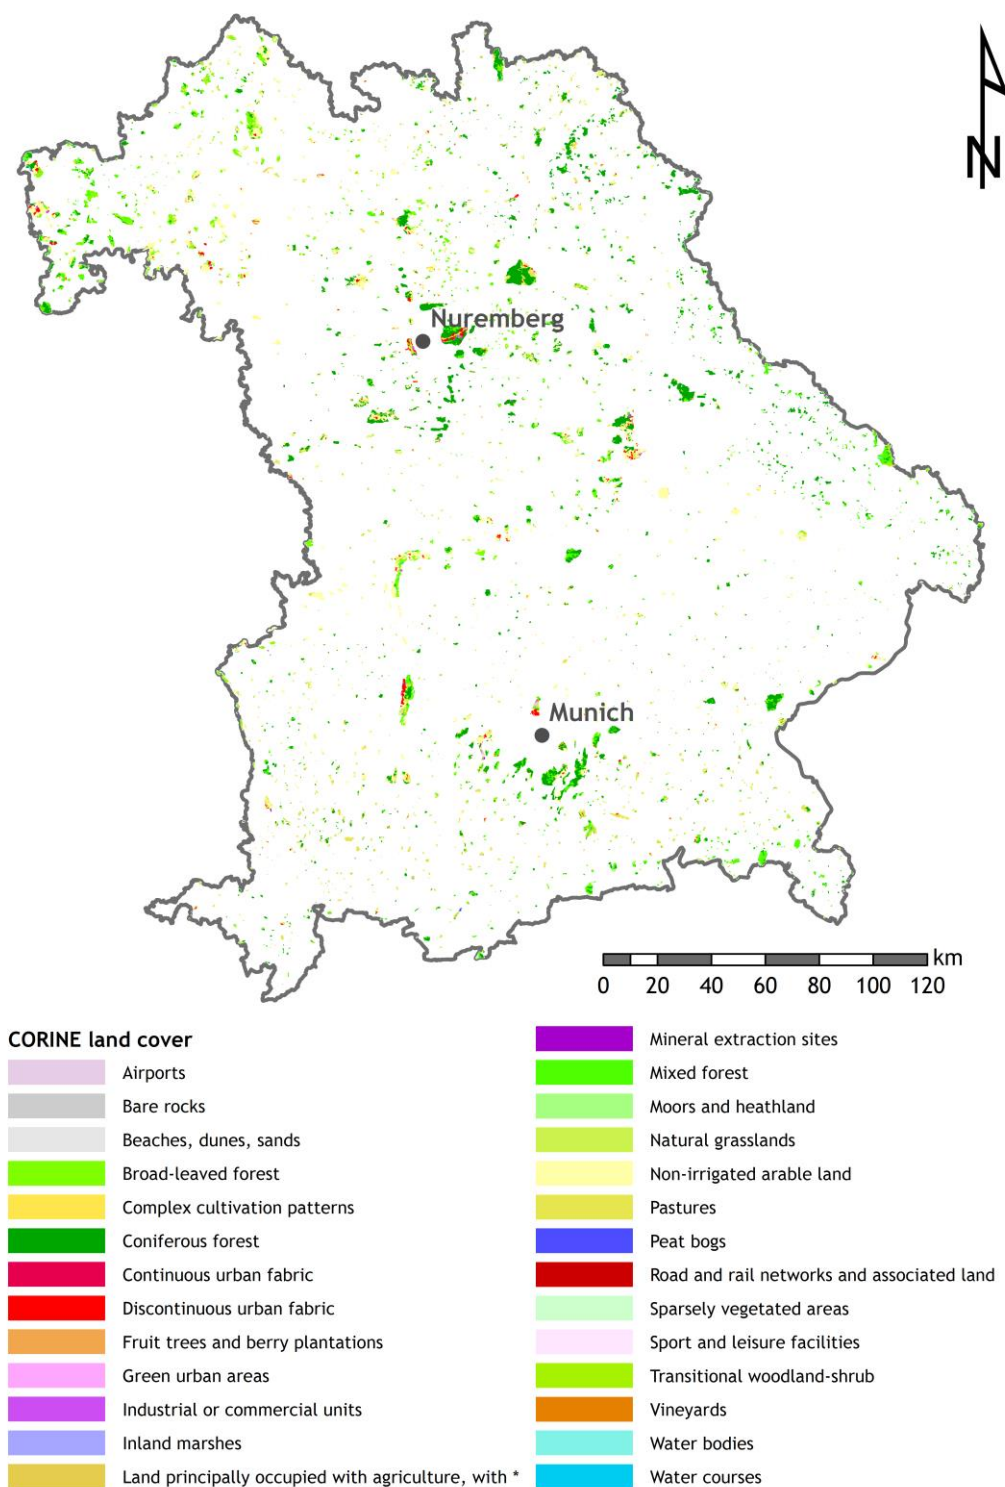 N
Nuremberg
Munich
km
0 20 40 60 80 100 120
CORINE land cover
Airports
Bare rocks
Beaches, dunes, sands
Broad-leaved forest
Complex cultivation patterns
Coniferous forest
Continuous urban fabric
Discontinuous urban fabric
Fruit trees and berry plantations
Green urban areas
Industrial or commercial units
Inland marshes
Land principally occupied with agriculture, with *
Mineral extraction sites
Mixed forest
Moors and heathland
Natural grasslands
Non-irrigated arable land
Pastures
Peat bogs
Road and rail networks and associated land
Sparsely vegetated areas
Sport and leisure facilities
Transitional woodland-shrub
Vineyards
Water bodies
Water courses